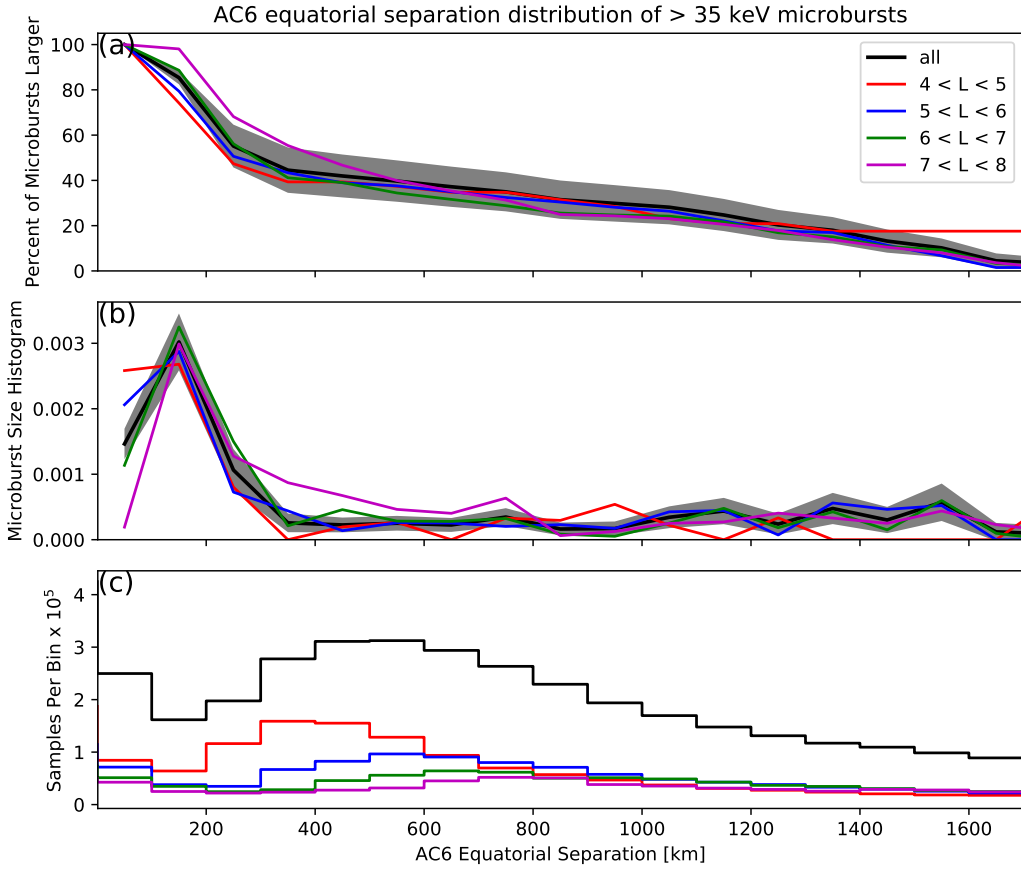 AC6 equatorial separation distribution of > 35 keV microbursts
(a)
Percent of Microbursts Larger
100
80
60
40
20
0
all
4 < L < 5
5 < L < 6
6 < L < 7
7 < L < 8
(b)
Microburst Size Histogram
0.003
0.002
0.001
0.000
(c)
Samples Per Bin x 10⁵
4
3
2
1
0
200 400 600 800 1000 1200 1400 1600
AC6 Equatorial Separation [km]